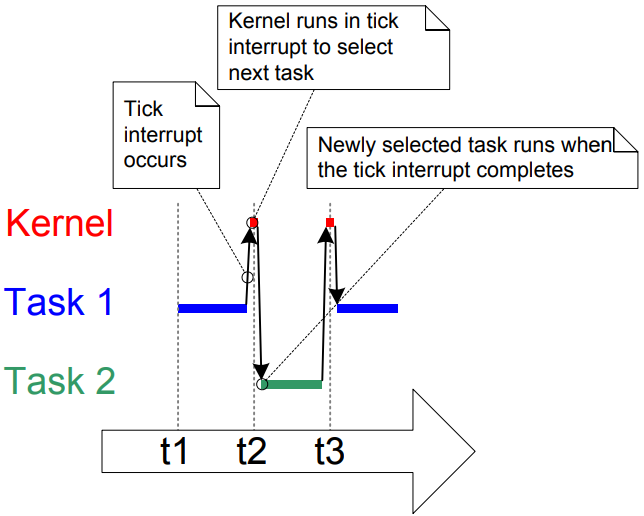 Kernel runs in tick
interrupt to select
next task
Tick
interrupt
occurs
Newly selected task runs when
the tick interrupt completes
Kernel
Task 1
Task 2
t1 t2 t3